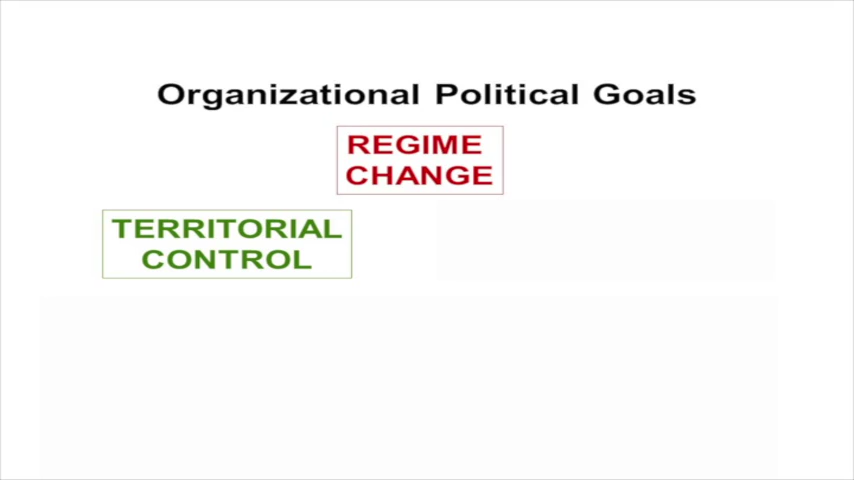 Organizational Political Goals
REGIME
CHANGE
TERRITORIAL
CONTROL